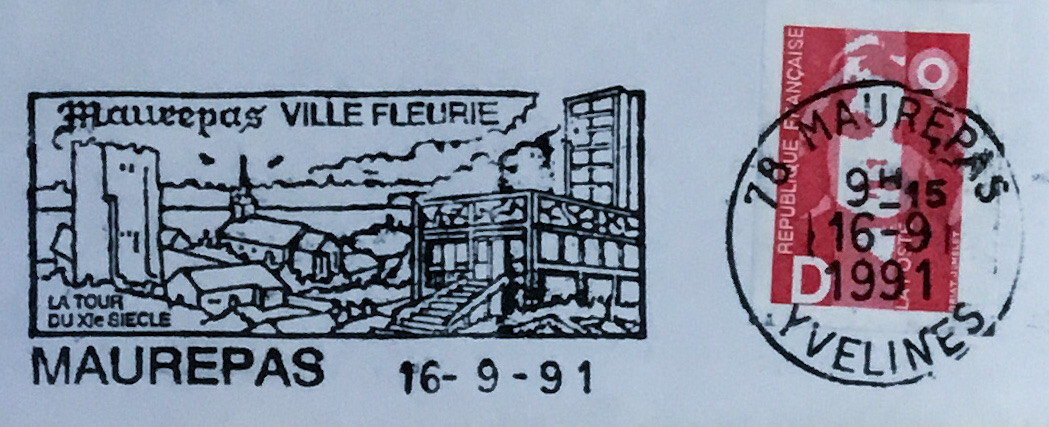 Maurepas VILLE FLEURIE
LA TOUR
DU XIe SIECLE
MAUREPAS 16-9-91
REPUBLIQUE FRANÇAISE
D
LA POSTE
78 MAUREPAS
9H15
16-9
1991
YVELINES